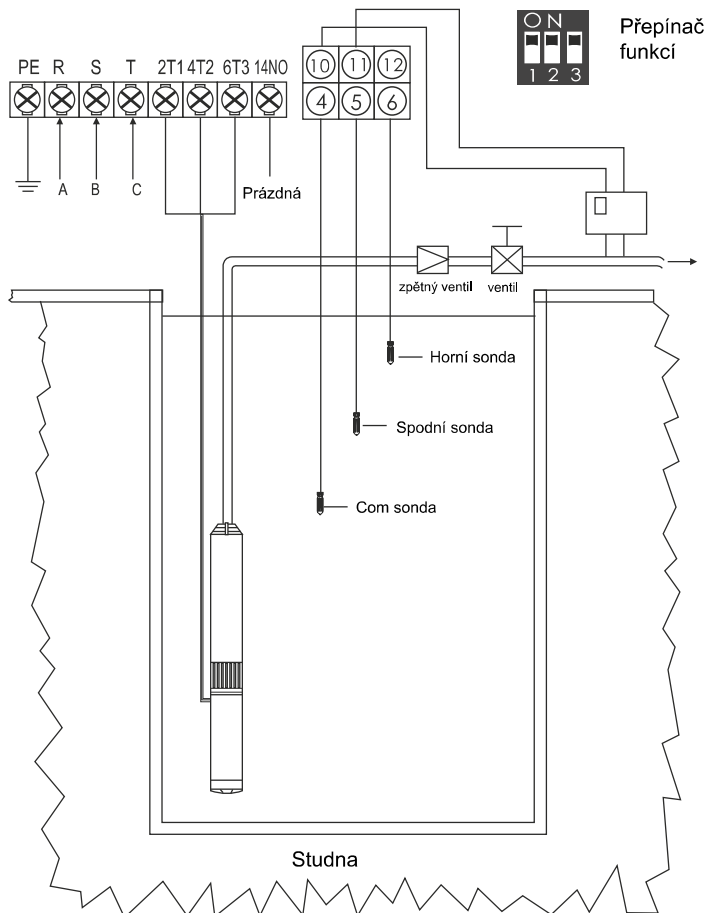 PE R S T 2T1 4T2 6T3 14NO
A B C
Prázdná
10 11 12
4 5 6
ON
1 2 3
Přepínač
funkcí
zpětný ventil
ventil
Horní sonda
Spodní sonda
Com sonda
Studna